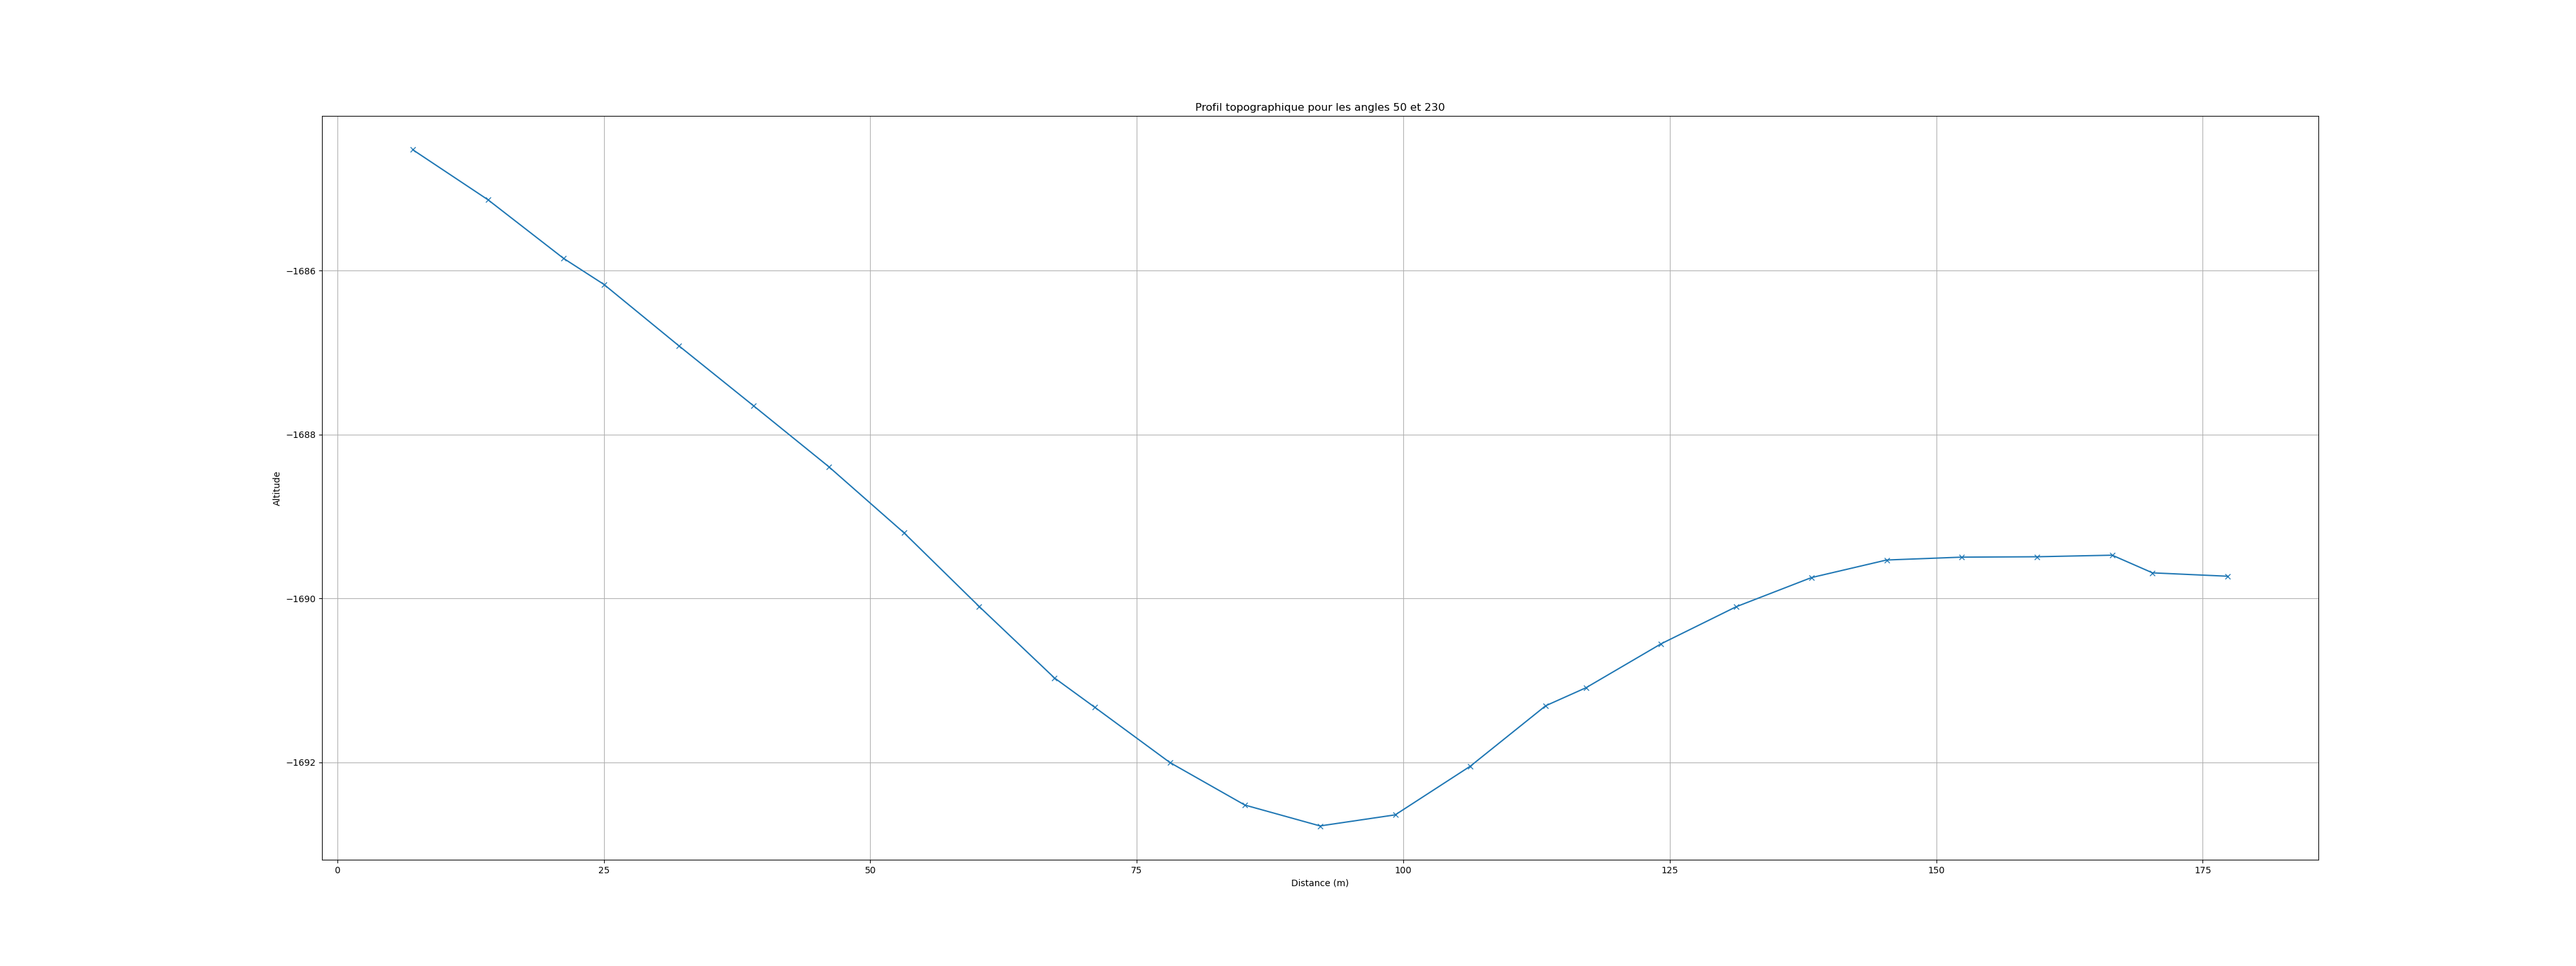 Profil topographique pour les angles 50 et 230
−1686
−1688
−1690
−1692
Altitude
0 25 50 75 100 125 150 175
Distance (m)